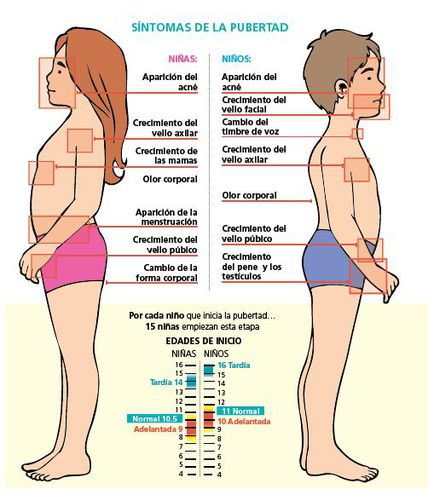 SÍNTOMAS DE LA PUBERTAD
NIÑAS:
Aparición del
acné
Crecimiento del
vello axilar
Crecimiento de
las mamas
Olor corporal
Aparición de la
menstruación
Crecimiento del
vello púbico
Cambio de la
forma corporal
NIÑOS:
Aparición del
acné
Crecimiento del
vello facial
Cambio del
timbre de voz
Crecimiento del
vello axilar
Olor corporal
Crecimiento del
vello púbico
Crecimiento
del pene y los
testículos
Por cada niño que inicia la pubertad...
15 niñas empiezan esta etapa
EDADES DE INICIO
NIÑAS
16
15
Tardía 14
13
12
11
Normal 10.5
Adelantada 9
8
7
6
5
4
NIÑOS
16 Tardía
15
14
13
12
11 Normal
10 Adelantada
9
8
7
6
5
4